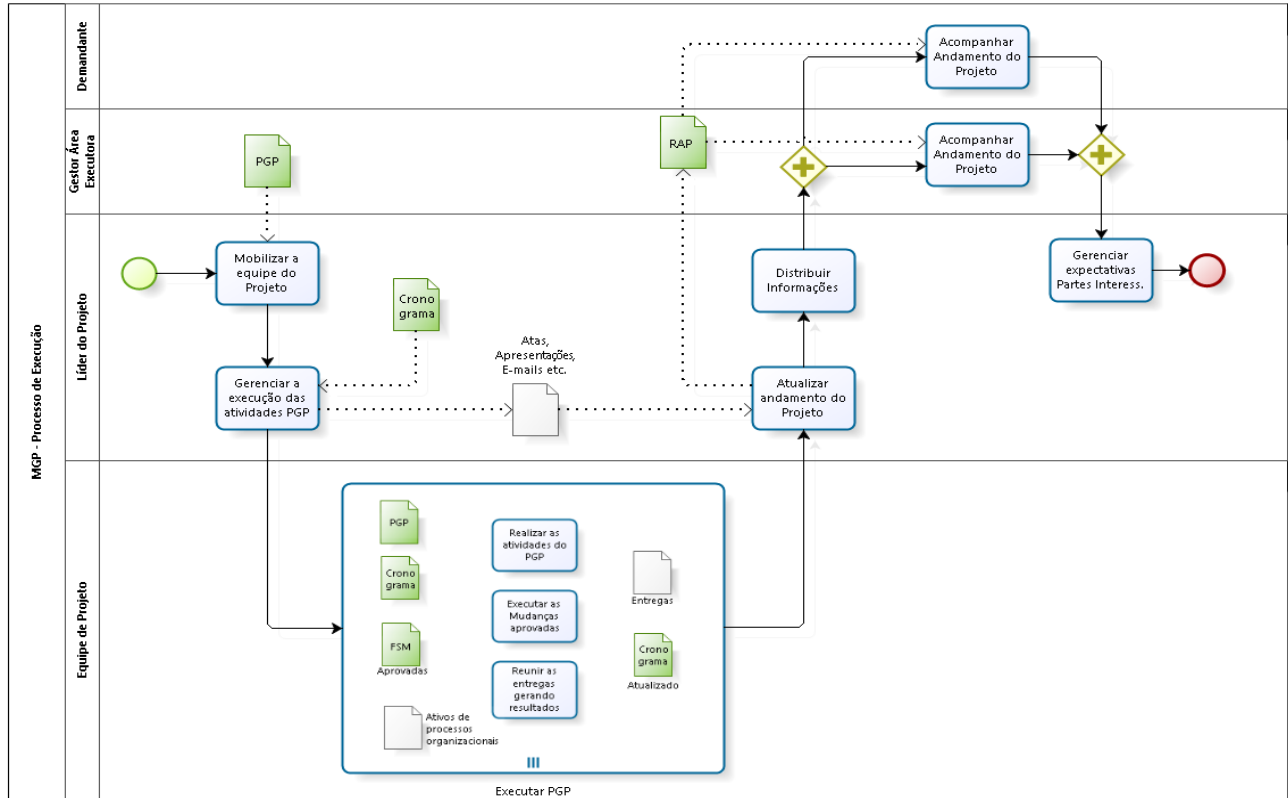 MGP - Processo de Execução
Demandante
Acompanhar
Andamento do
Projeto
Gestor Área
Executora
PGP
RAP
Acompanhar
Andamento do
Projeto
Líder do Projeto
Mobilizar a
equipe do
Projeto
Crono
grama
Gerenciar a
execução das
atividades PGP
Atas,
Apresentações,
E-mails etc.
Distribuir
Informações
Atualizar
andamento do
Projeto
Gerenciar
expectativas
Partes Interess.
Equipe de Projeto
PGP
Crono
grama
FSM
Aprovadas
Ativos de
processos
organizacionais
Realizar as
atividades do
PGP
Executar as
Mudanças
aprovadas
Reunir as
entregas
gerando
resultados
Entregas
Crono
grama
Atualizado
Executar PGP